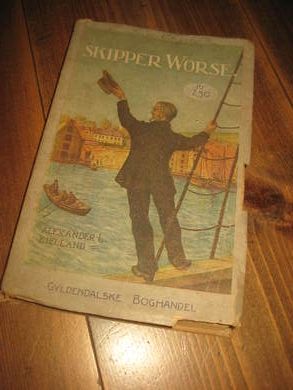 SKIPPER WORSE
ALEXANDER L.
KIELLAND
GYLDENDALSKE BOGHANDEL